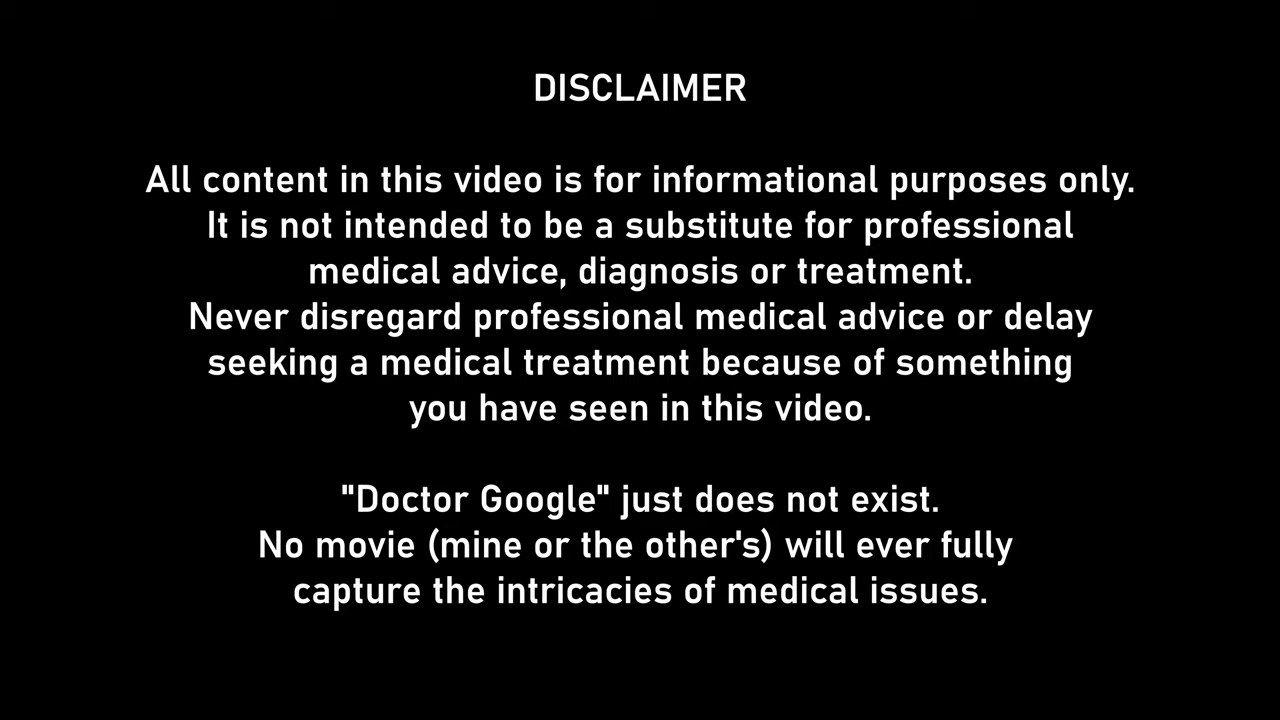 DISCLAIMER
All content in this video is for informational purposes only.
It is not intended to be a substitute for professional
medical advice, diagnosis or treatment.
Never disregard professional medical advice or delay
seeking a medical treatment because of something
you have seen in this video.
"Doctor Google" just does not exist.
No movie (mine or the other's) will ever fully
capture the intricacies of medical issues.